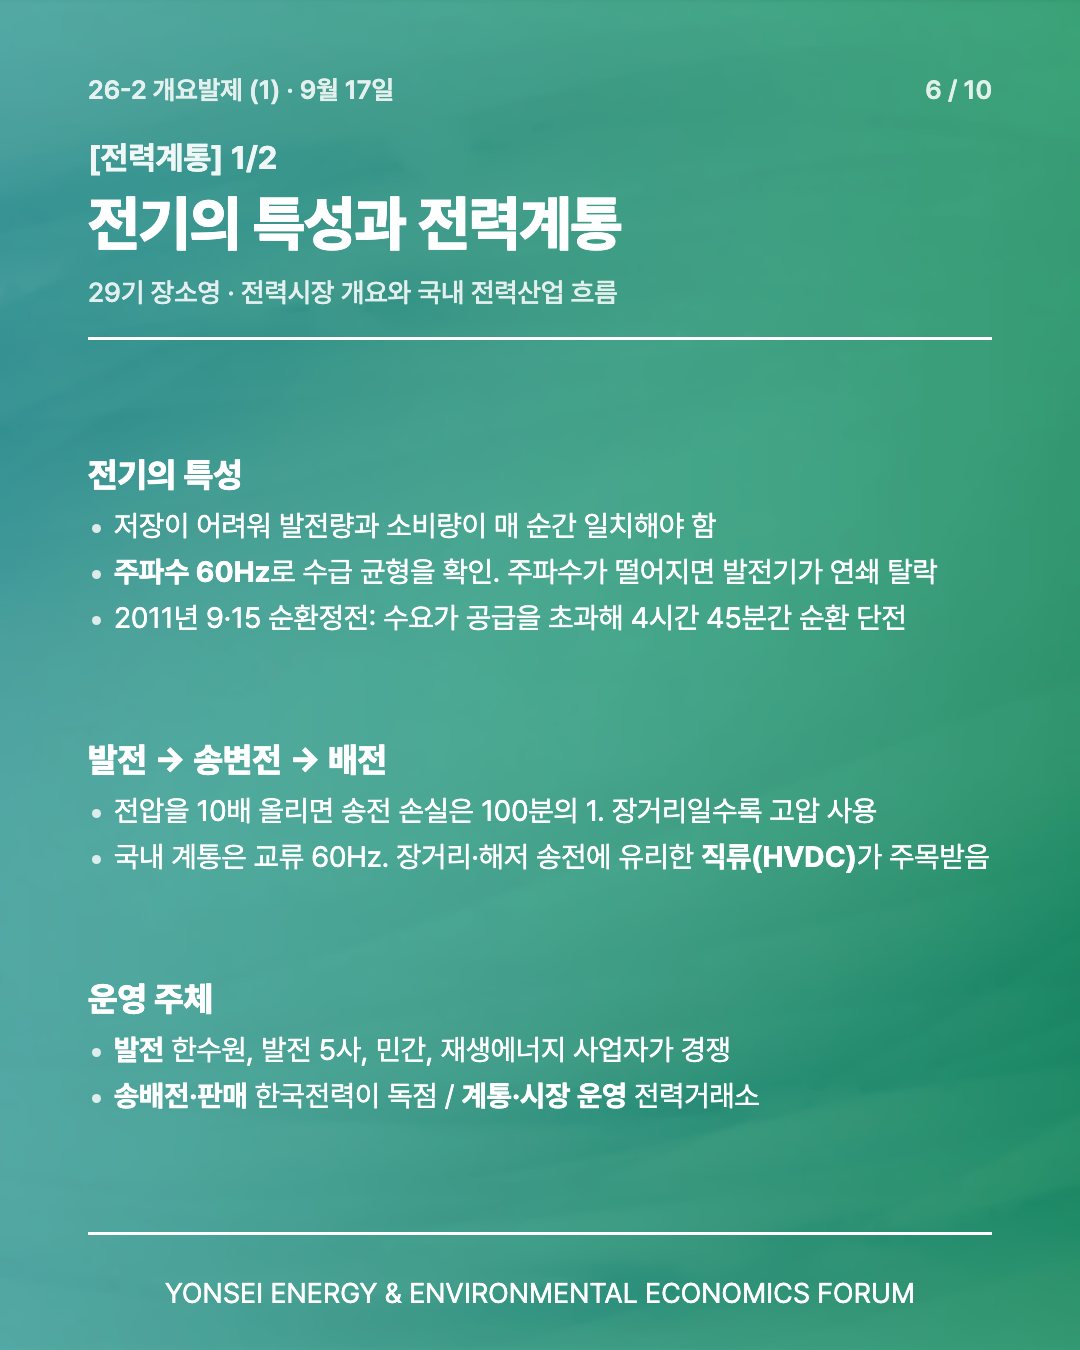 26-2 개요발제 (1) · 9월 17일
6 / 10
[전력계통] 1/2
전기의 특성과 전력계통
29기 장소영 · 전력시장 개요와 국내 전력산업 흐름
전기의 특성
• 저장이 어려워 발전량과 소비량이 매 순간 일치해야 함
• 주파수 60Hz로 수급 균형을 확인. 주파수가 떨어지면 발전기가 연쇄 탈락
• 2011년 9·15 순환정전: 수요가 공급을 초과해 4시간 45분간 순환 단전
발전 → 송변전 → 배전
• 전압을 10배 올리면 송전 손실은 100분의 1. 장거리일수록 고압 사용
• 국내 계통은 교류 60Hz. 장거리·해저 송전에 유리한 직류(HVDC)가 주목받음
운영 주체
• 발전 한수원, 발전 5사, 민간, 재생에너지 사업자가 경쟁
• 송배전·판매 한국전력이 독점 / 계통·시장 운영 전력거래소
YONSEI ENERGY & ENVIRONMENTAL ECONOMICS FORUM